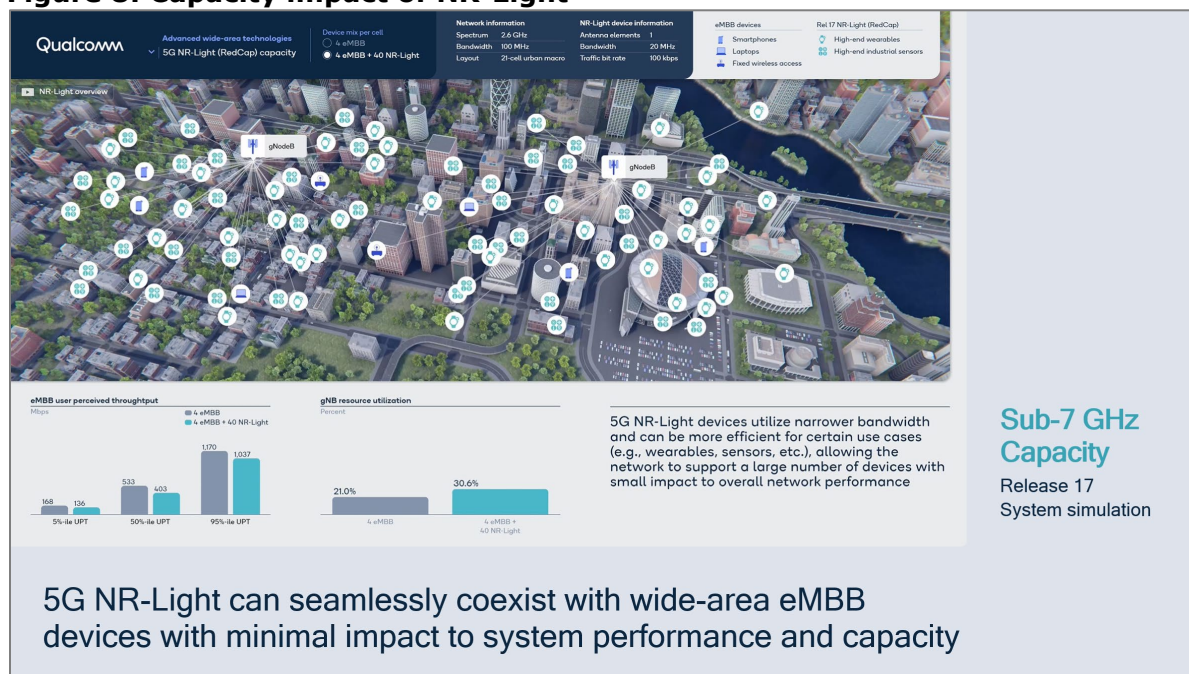 Figure 8. Capacity Impact of NR-Light
Qualcomm
Advanced wide-area technologies
5G NR-Light (RedCap) capacity
Device mix per cell
4 eMBB
4 eMBB + 40 NR-Light
Network information
Spectrum 2.6 GHz
Bandwidth 100 MHz
Layout 21-cell urban macro
NR-Light device information
Antenna elements 1
Bandwidth 20 MHz
Traffic bit rate 100 kbps
eMBB devices
Smartphones
Laptops
Fixed wireless access
Rel 17 NR-Light (RedCap)
High-end wearables
High-end industrial sensors
NR-Light overview
gNodeB
gNodeB
eMBB user perceived throughtput
Mbps
4 eMBB
4 eMBB + 40 NR-Light
168
136
533
403
1,170
1,037
5%-ile UPT
50%-ile UPT
95%-ile UPT
gNB resource utilization
Percent
21.0%
30.6%
4 eMBB
4 eMBB +
40 NR-Light
5G NR-Light devices utilize narrower bandwidth
and can be more efficient for certain use cases
(e.g., wearables, sensors, etc.), allowing the
network to support a large number of devices with
small impact to overall network performance
Sub-7 GHz
Capacity
Release 17
System simulation
5G NR-Light can seamlessly coexist with wide-area eMBB
devices with minimal impact to system performance and capacity